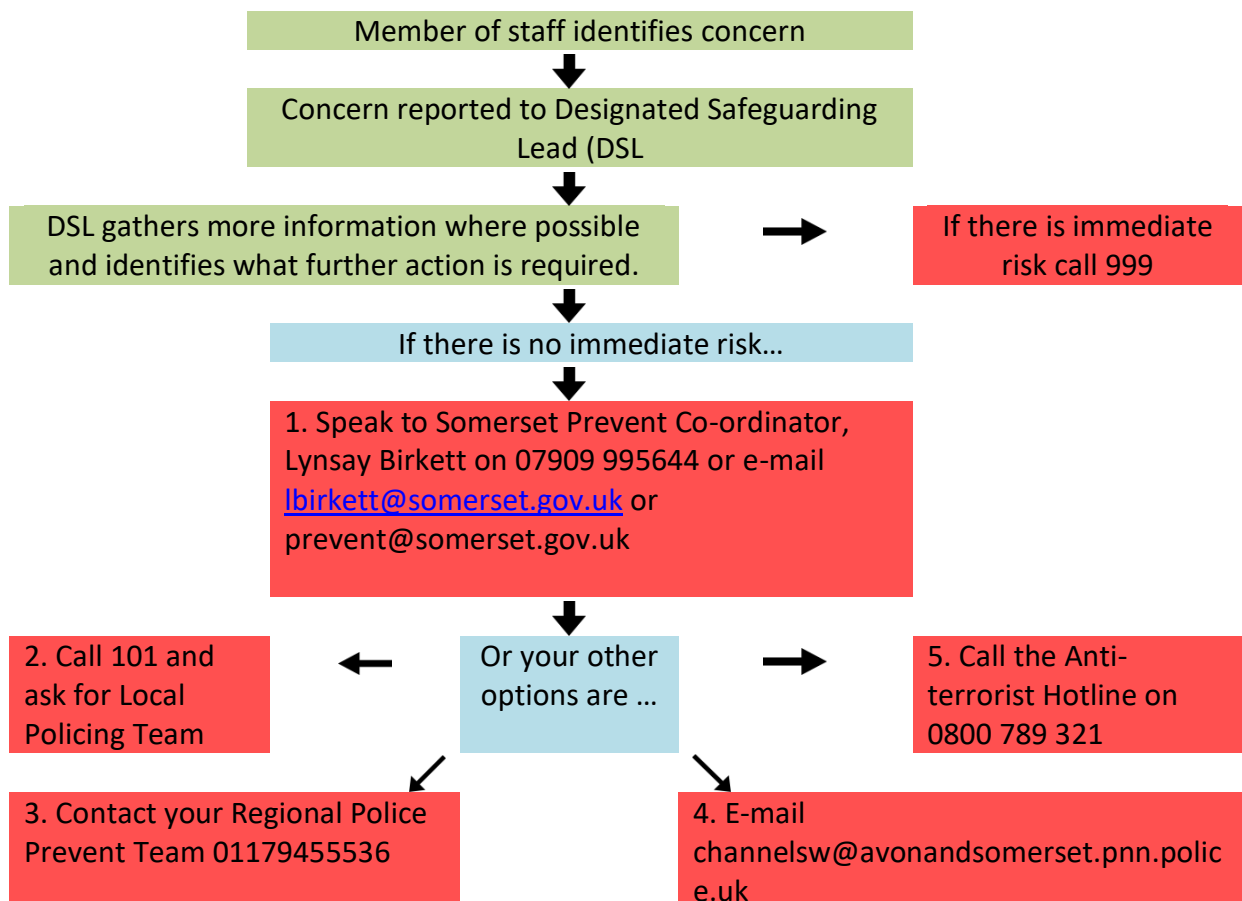 Member of staff identifies concern
Concern reported to Designated Safeguarding
Lead (DSL
DSL gathers more information where possible
and identifies what further action is required.
If there is immediate
risk call 999
If there is no immediate risk…
1. Speak to Somerset Prevent Co-ordinator,
Lynsay Birkett on 07909 995644 or e-mail
lbirkett@somerset.gov.uk or
prevent@somerset.gov.uk
2. Call 101 and
ask for Local
Policing Team
Or your other
options are …
5. Call the Anti-
terrorist Hotline on
0800 789 321
3. Contact your Regional Police
Prevent Team 01179455536
4. E-mail
channelsw@avonandsomerset.pnn.polic
e.uk